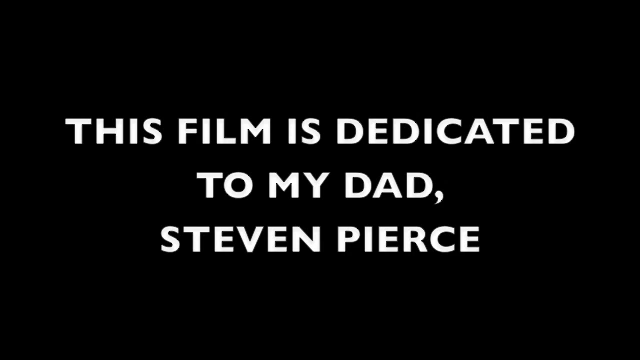 THIS FILM IS DEDICATED
TO MY DAD,
STEVEN PIERCE